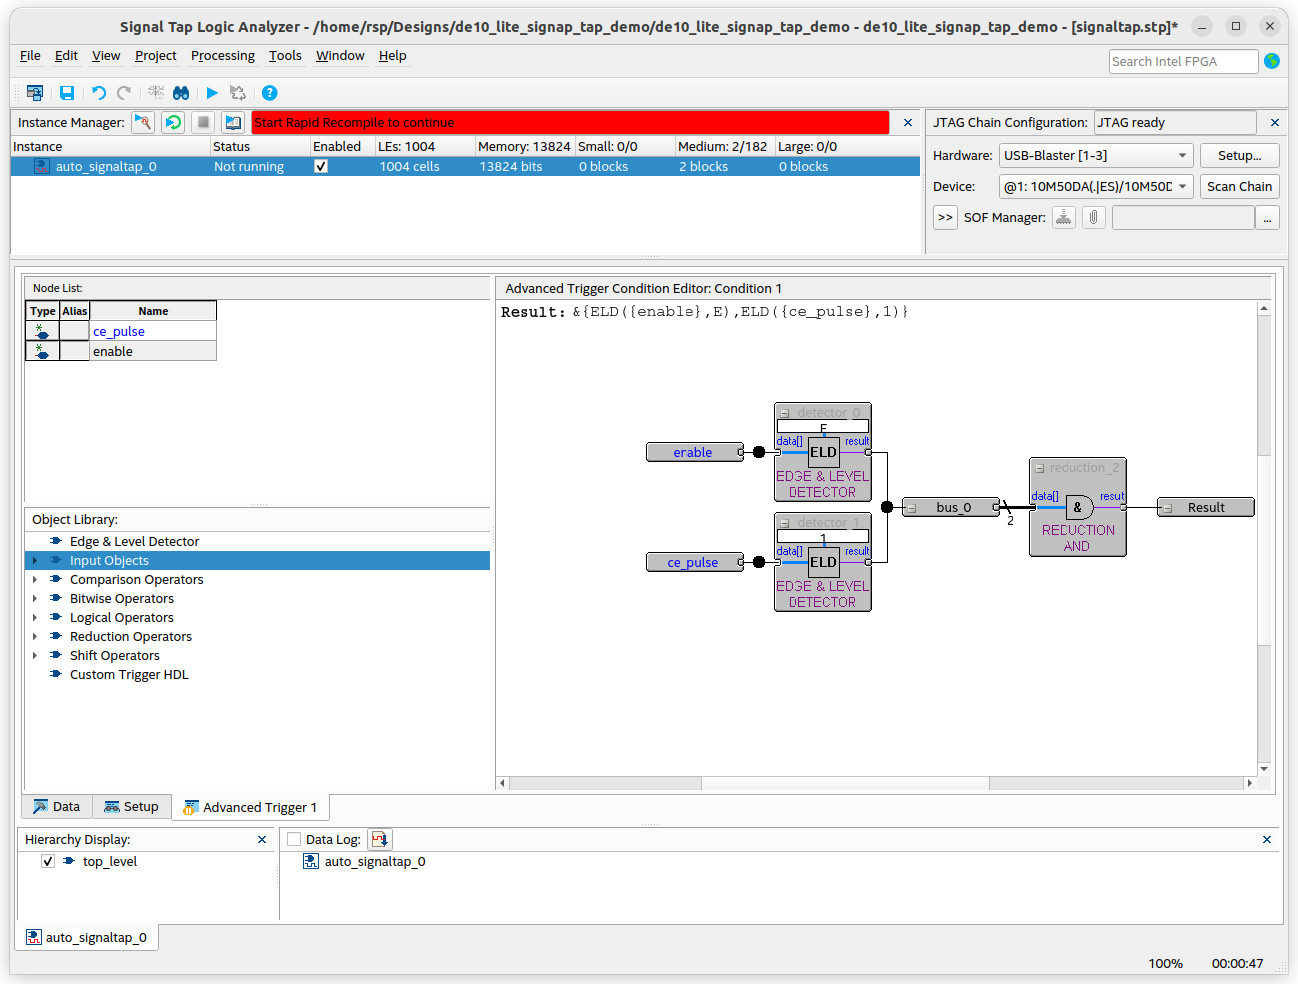 Signal Tap Logic Analyzer - /home/rsp/Designs/de10_lite_signap_tap_demo/de10_lite_signap_tap_demo - de10_lite_signap_tap_demo - [signaltap.stp]*
File Edit View Project Processing Tools Window Help
Search Intel FPGA
Instance Manager: Start Rapid Recompile to continue
Instance Status Enabled LEs: 1004 Memory: 13824 Small: 0/0 Medium: 2/182 Large: 0/0
auto_signaltap_0 Not running 1004 cells 13824 bits 0 blocks 2 blocks 0 blocks
JTAG Chain Configuration: JTAG ready
Hardware: USB-Blaster [1-3] Setup...
Device: @1: 10M50DA(.|ES)/10M50D Scan Chain
>> SOF Manager: ...
Node List:
Type Alias Name
ce_pulse
enable
Advanced Trigger Condition Editor: Condition 1
Result: &{ELD({enable},E),ELD({ce_pulse},1)}
detector_0
E
data[] result
enable ELD
EDGE & LEVEL
DETECTOR
detector_1
1
data[] result
ce_pulse ELD
EDGE & LEVEL
DETECTOR
bus_0
2
reduction_2
data[] resut
&
REDUCTION
AND
Result
Object Library:
Edge & Level Detector
Input Objects
Comparison Operators
Bitwise Operators
Logical Operators
Reduction Operators
Shift Operators
Custom Trigger HDL
Data Setup Advanced Trigger 1
Hierarchy Display:
top_level
Data Log:
auto_signaltap_0
auto_signaltap_0
100% 00:00:47